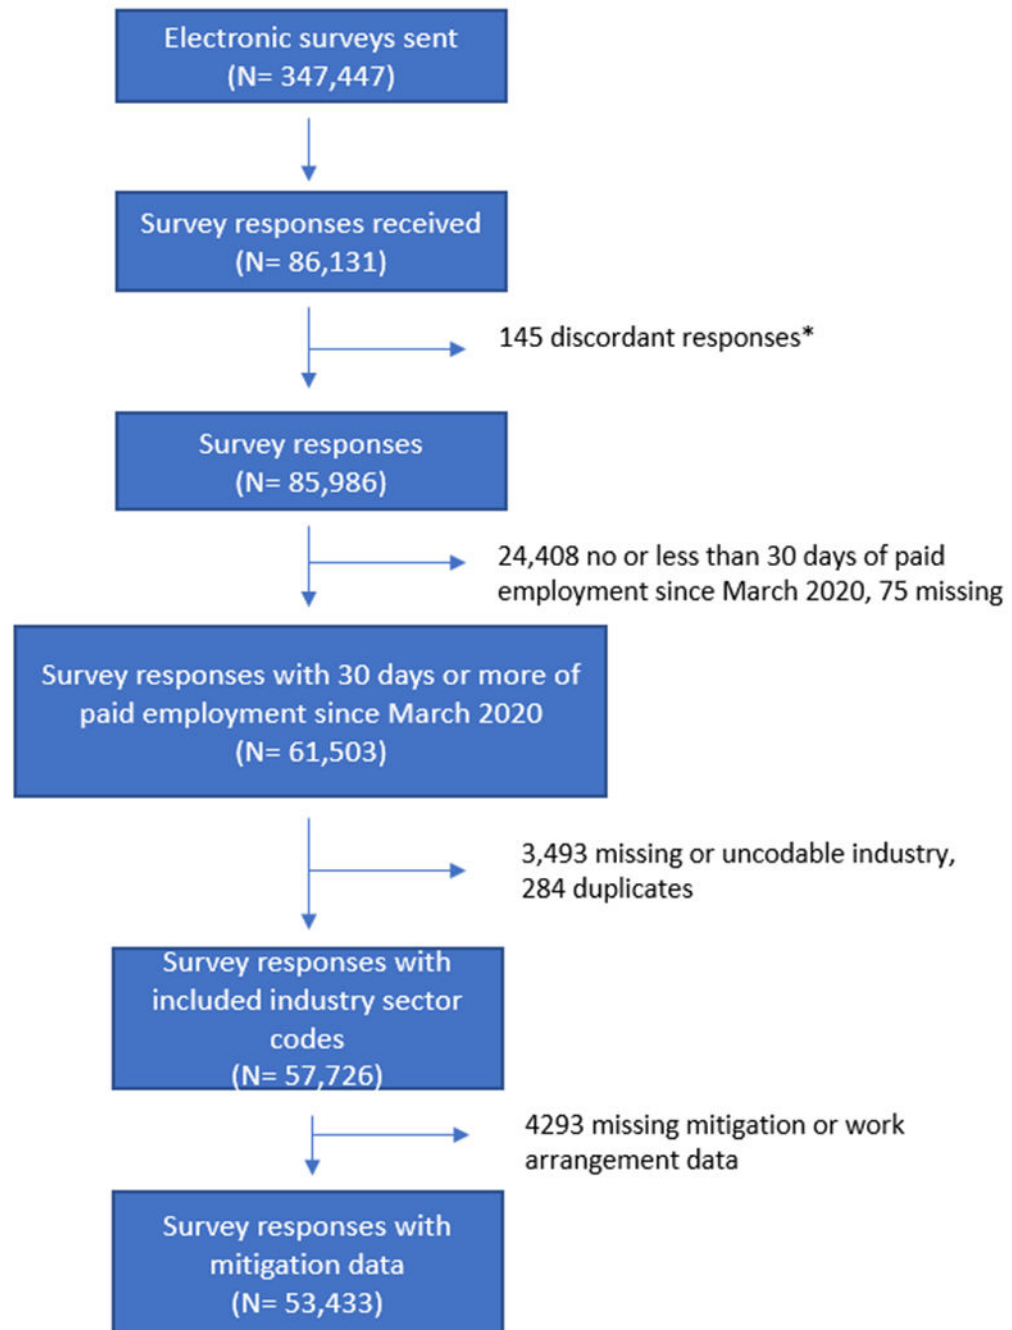 Electronic surveys sent
(N= 347,447)
Survey responses received
(N= 86,131)
145 discordant responses*
Survey responses
(N= 85,986)
24,408 no or less than 30 days of paid
employment since March 2020, 75 missing
Survey responses with 30 days or more of
paid employment since March 2020
(N= 61,503)
3,493 missing or uncodable industry,
284 duplicates
Survey responses with
included industry sector
codes
(N= 57,726)
4293 missing mitigation or work
arrangement data
Survey responses with
mitigation data
(N= 53,433)